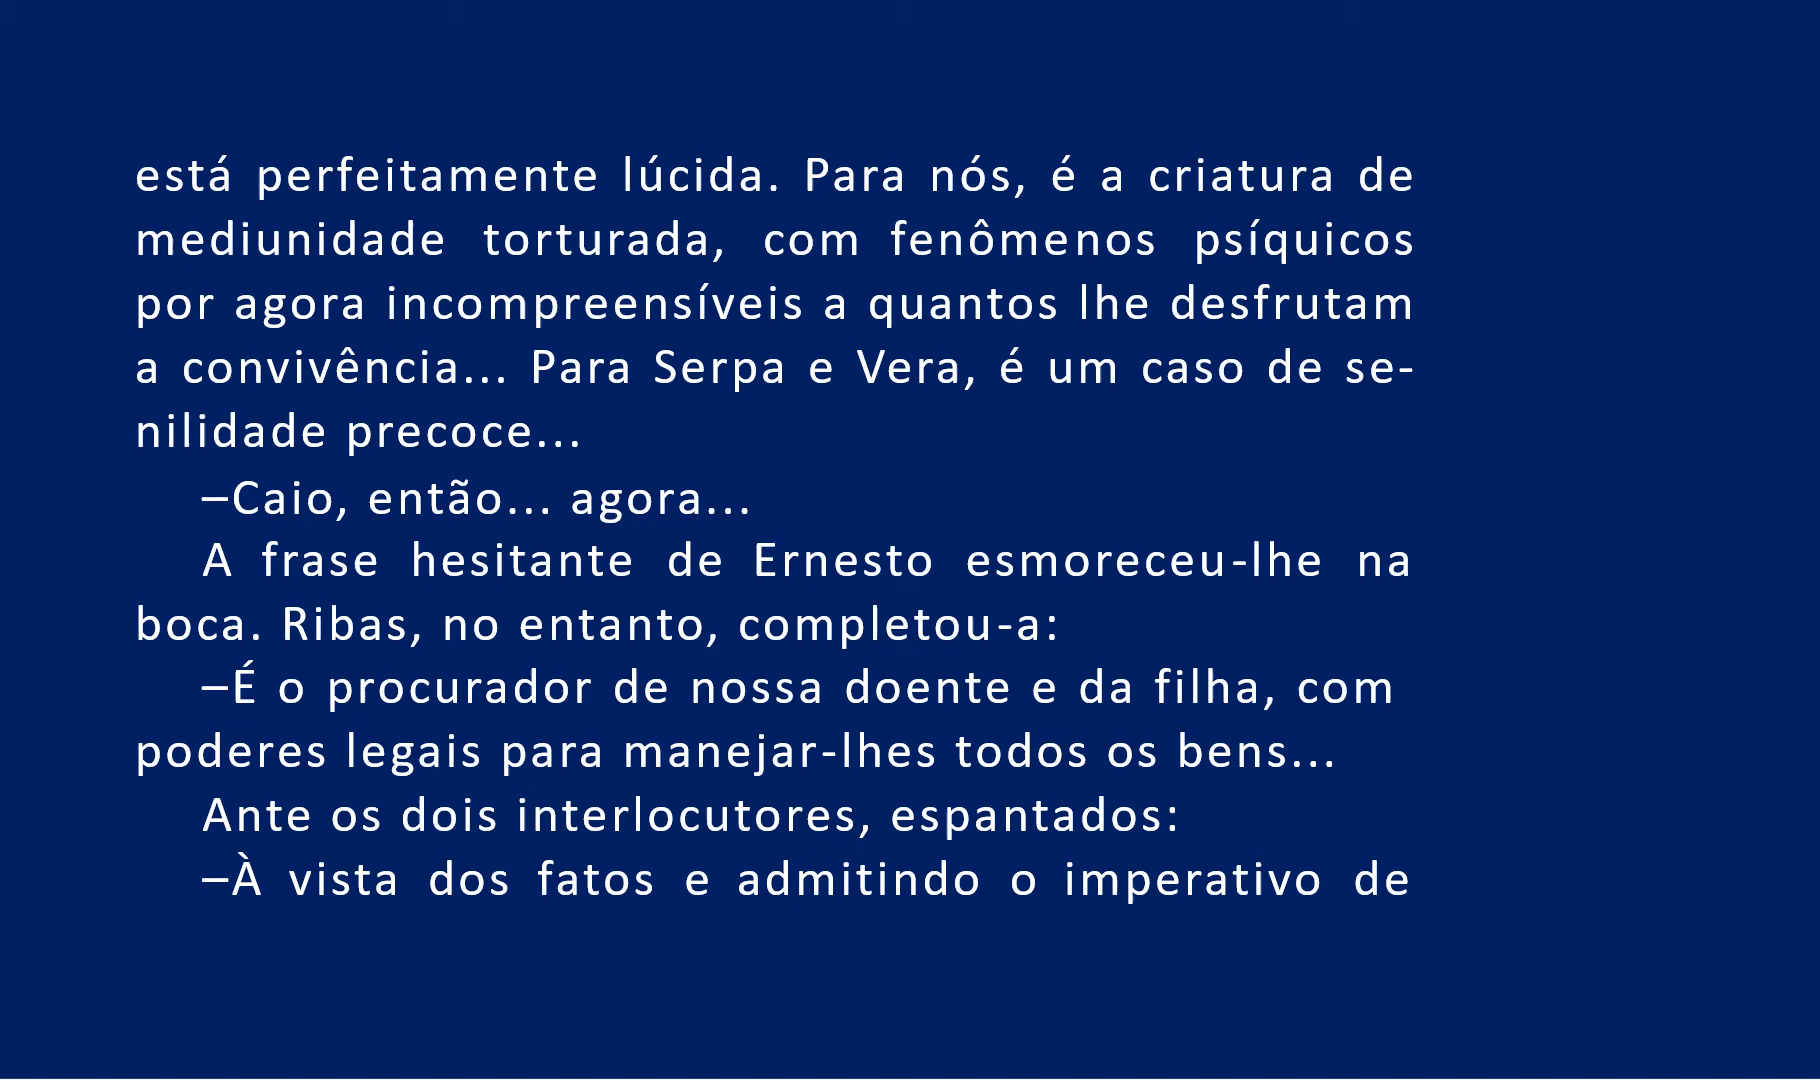 está perfeitamente lúcida. Para nós, é a criatura de
mediunidade torturada, com fenômenos psíquicos
por agora incompreensíveis a quantos lhe desfrutam
a convivência... Para Serpa e Vera, é um caso de se-
nilidade precoce...
–Caio, então... agora...
A frase hesitante de Ernesto esmoreceu-lhe na
boca. Ribas, no entanto, completou-a:
–É o procurador de nossa doente e da filha, com
poderes legais para manejar-lhes todos os bens...
Ante os dois interlocutores, espantados:
–À vista dos fatos e admitindo o imperativo de